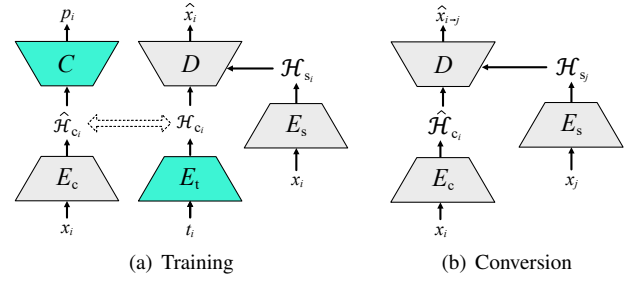 p_i x̂_i x̂_{i→j}
C D D
𝓗_{s_i} 𝓗_{s_j}
𝓗̂_{c_i} 𝓗_{c_i} 𝓗̂_{c_i}
E_s E_s
E_c E_t E_c
x_i x_j
x_i t_i x_i
(a) Training (b) Conversion